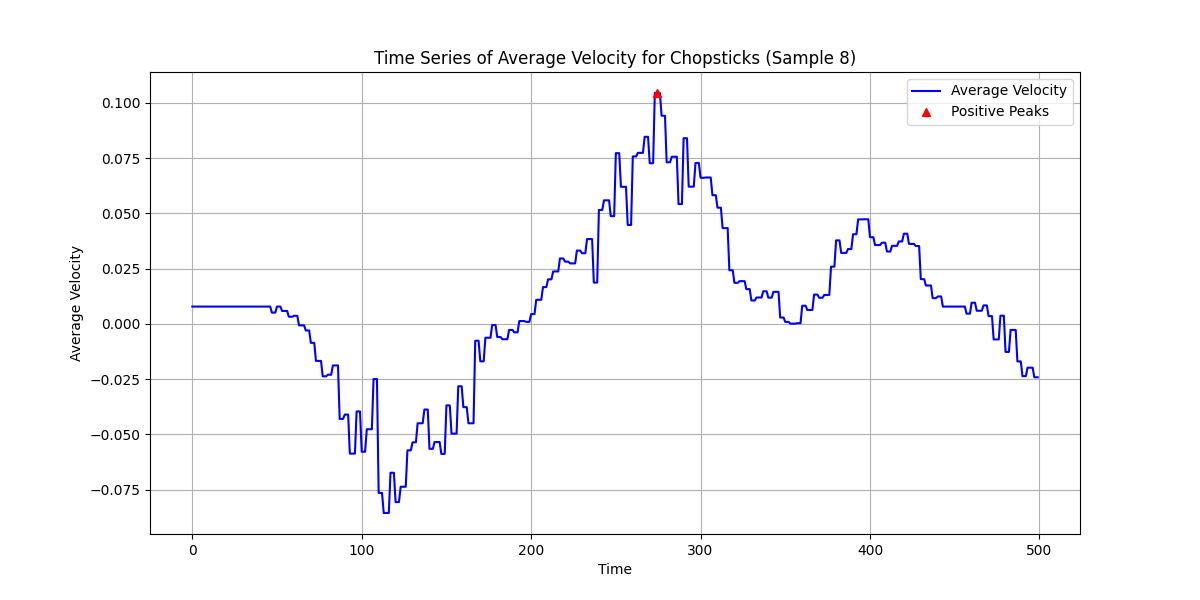 Time Series of Average Velocity for Chopsticks (Sample 8)
Average Velocity
Positive Peaks
0.100
0.075
0.050
0.025
0.000
−0.025
−0.050
−0.075
Average Velocity
0
100
200
300
400
500
Time